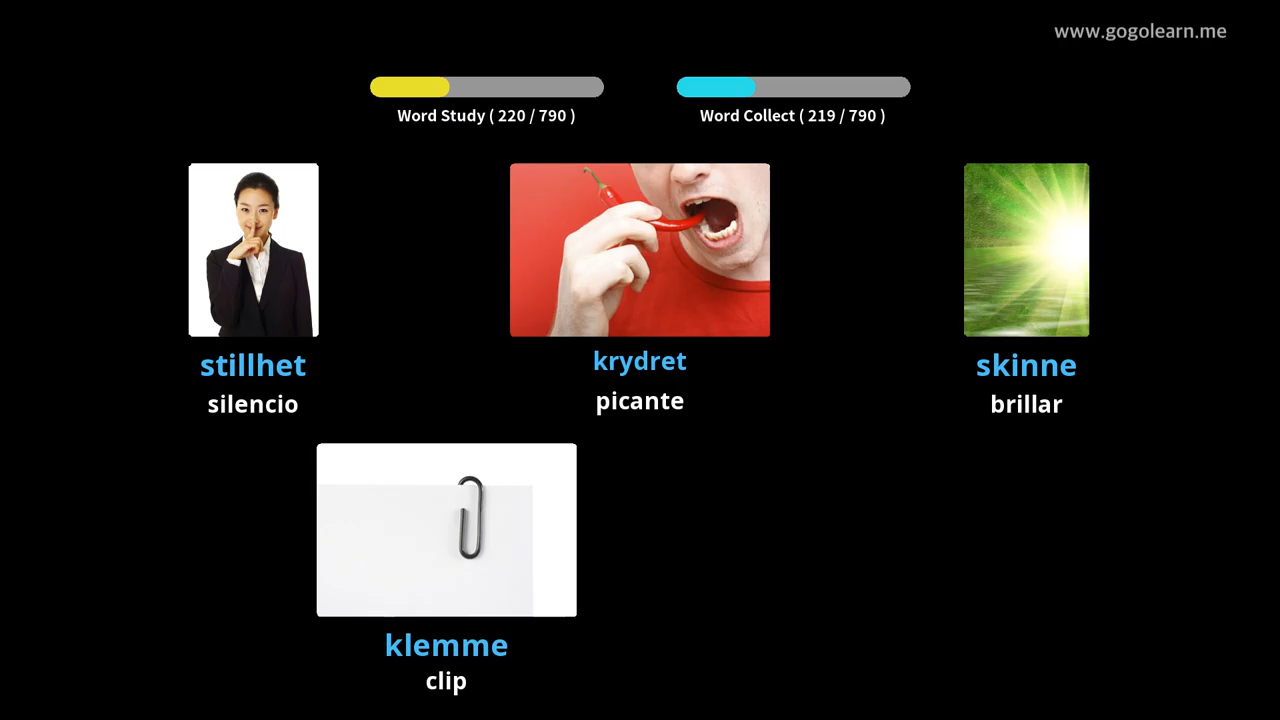 www.gogolearn.me
Word Study ( 220 / 790 )
Word Collect ( 219 / 790 )
stillhet
silencio
krydret
picante
skinne
brillar
klemme
clip